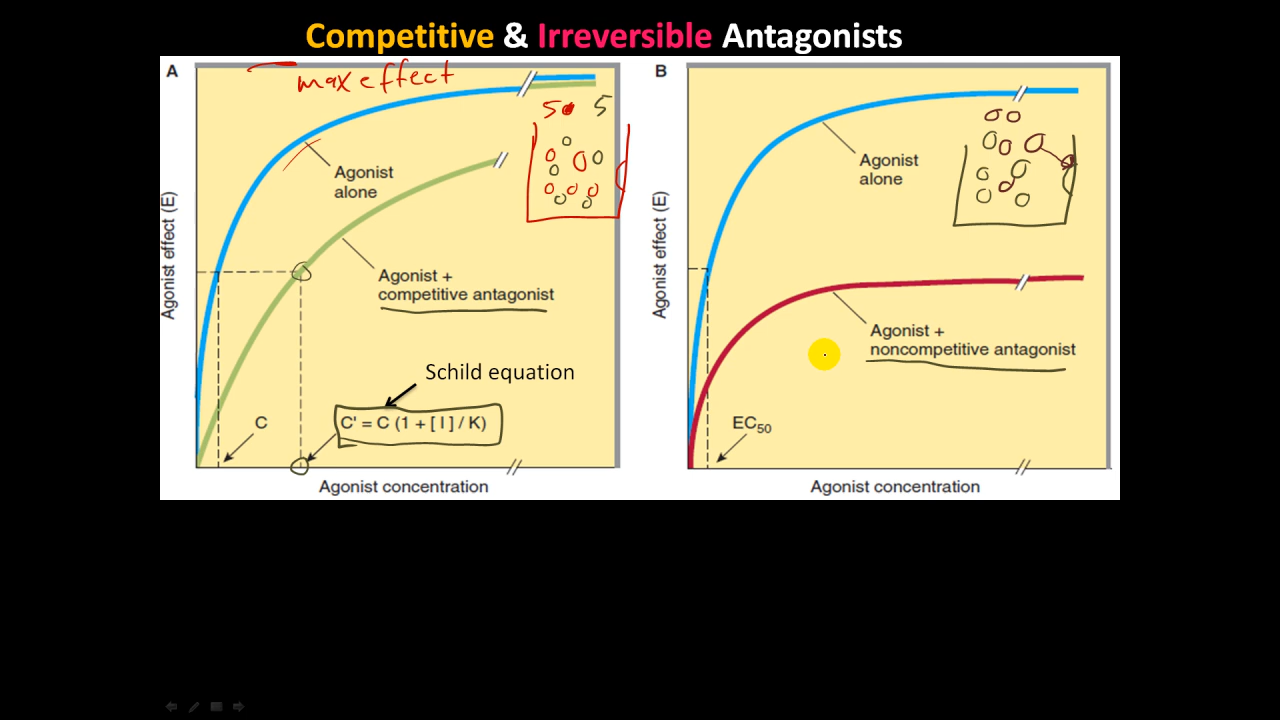 Competitive & Irreversible Antagonists
A
max effect
5 5
Agonist
alone
Agonist +
competitive antagonist
Schild equation
C
C' = C (1 + [ I ] / K)
Agonist effect (E)
Agonist concentration
B
Agonist
alone
Agonist +
noncompetitive antagonist
EC50
Agonist effect (E)
Agonist concentration